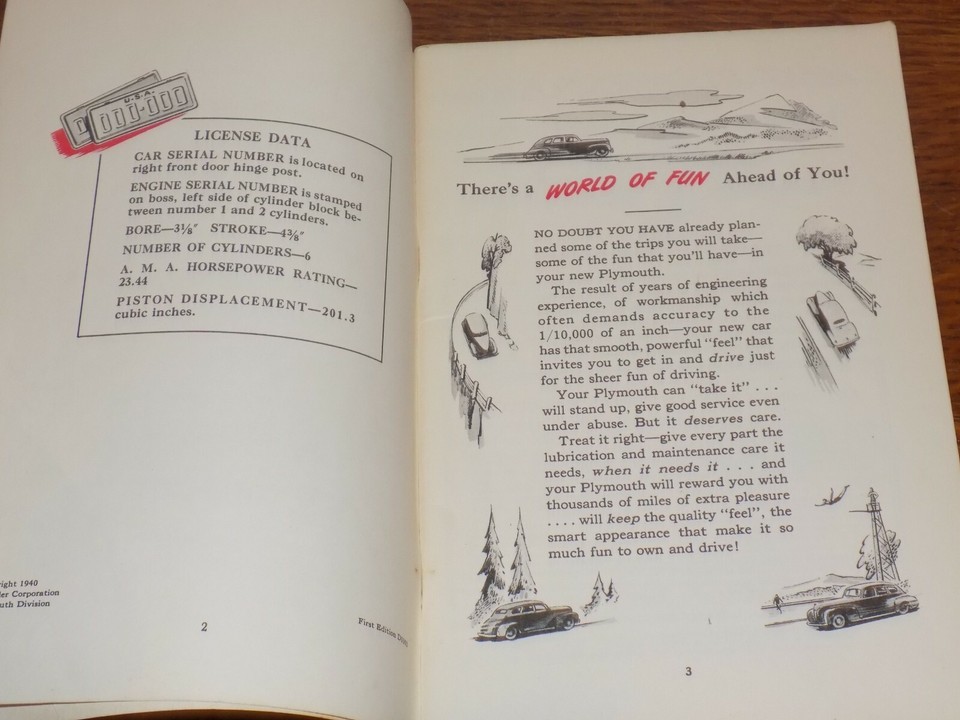 U.S.A.
000-000
LICENSE DATA
CAR SERIAL NUMBER is located on
right front door hinge post.
ENGINE SERIAL NUMBER is stamped
on boss, left side of cylinder block be-
tween number 1 and 2 cylinders.
BORE—3⅛″ STROKE—4⅜″
NUMBER OF CYLINDERS—6
A. M. A. HORSEPOWER RATING—
23.44
PISTON DISPLACEMENT—201.3
cubic inches.
right 1940
ler Corporation
uth Division
2
First Edition
There's a WORLD OF FUN Ahead of You!
NO DOUBT YOU HAVE already plan-
ned some of the trips you will take—
some of the fun that you'll have—in
your new Plymouth.
The result of years of engineering
experience, of workmanship which
often demands accuracy to the
1/10,000 of an inch—your new car
has that smooth, powerful "feel" that
invites you to get in and drive just
for the sheer fun of driving.
Your Plymouth can "take it" . . .
will stand up, give good service even
under abuse. But it deserves care.
Treat it right—give every part the
lubrication and maintenance care it
needs, when it needs it . . . and
your Plymouth will reward you with
thousands of miles of extra pleasure
. . . . will keep the quality "feel", the
smart appearance that make it so
much fun to own and drive!
3